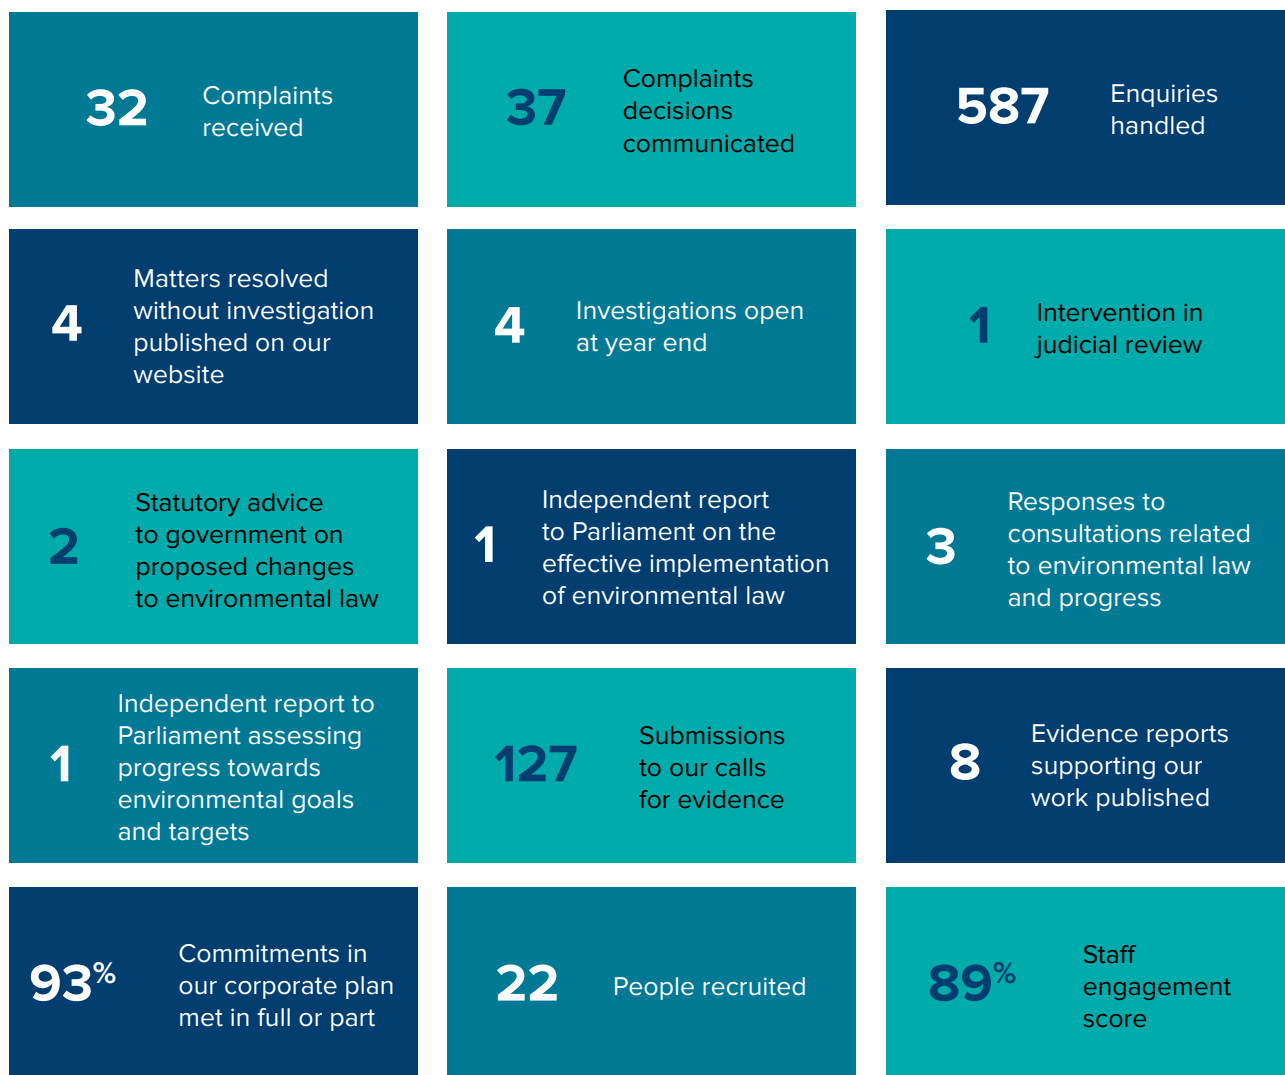 32
Complaints
received
37
Complaints
decisions
communicated
587
Enquiries
handled
4
Matters resolved
without investigation
published on our
website
4
Investigations open
at year end
1
Intervention in
judicial review
2
Statutory advice
to government on
proposed changes
to environmental law
1
Independent report
to Parliament on the
effective implementation
of environmental law
3
Responses to
consultations related
to environmental law
and progress
1
Independent report to
Parliament assessing
progress towards
environmental goals
and targets
127
Submissions
to our calls
for evidence
8
Evidence reports
supporting our
work published
93%
Commitments in
our corporate plan
met in full or part
22
People recruited
89%
Staff
engagement
score